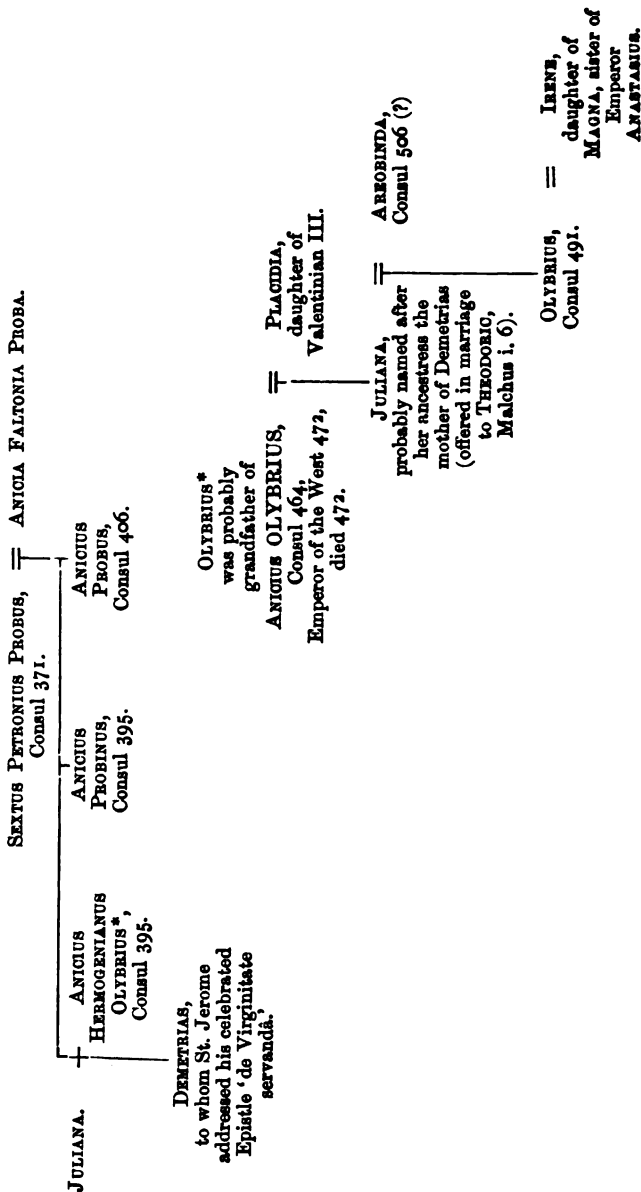 SEXTUS PETRONIUS PROBUS,
Consul 371.
= ANICIA FALTONIA PROBA.
JULIANA.
ANICIUS
HERMOGENIANUS
OLYBRIUS*,
Consul 395.
ANICIUS
PROBINUS,
Consul 395.
ANICIUS
PROBUS,
Consul 406.
DEMETRIAS,
to whom St. Jerome
addressed his celebrated
Epistle ‘de Virginitate
servandâ.’
OLYBRIUS*
was probably
grandfather of
ANICIUS OLYBRIUS,
Consul 464,
Emperor of the West 472,
died 472.
=
PLACIDIA,
daughter of
Valentinian III.
JULIANA,
probably named after
her ancestress the
mother of Demetrias
(offered in marriage
to THEODORIC,
Malchus i. 6).
=
AREOBINDA,
Consul 506 (?)
OLYBRIUS,
Consul 491.
=
IRENE,
daughter of
MAGNA, sister of
Emperor
ANASTASIUS.